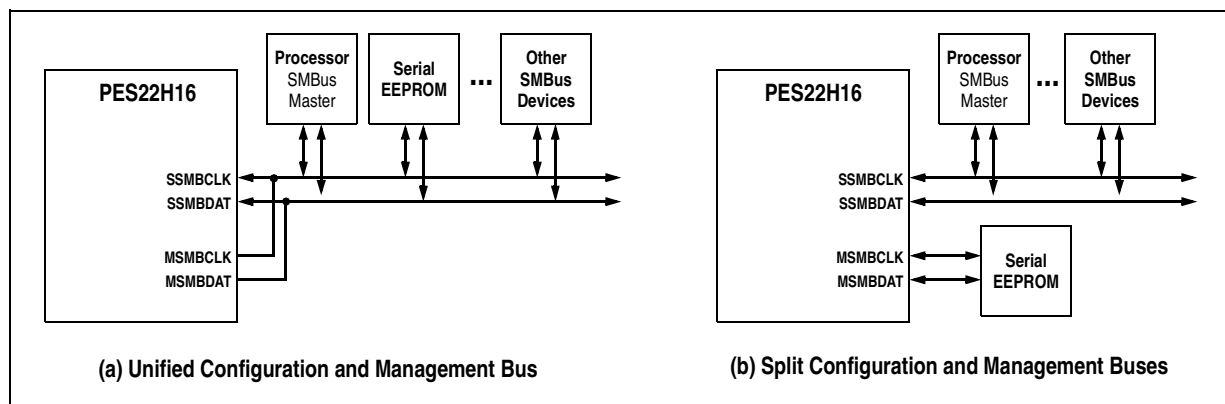 PES22H16
Processor
SMBus
Master
Serial
EEPROM
...
Other
SMBus
Devices
SSMBCLK
SSMBDAT
MSMBCLK
MSMBDAT
(a) Unified Configuration and Management Bus
PES22H16
Processor
SMBus
Master
...
Other
SMBus
Devices
SSMBCLK
SSMBDAT
MSMBCLK
MSMBDAT
Serial
EEPROM
(b) Split Configuration and Management Buses